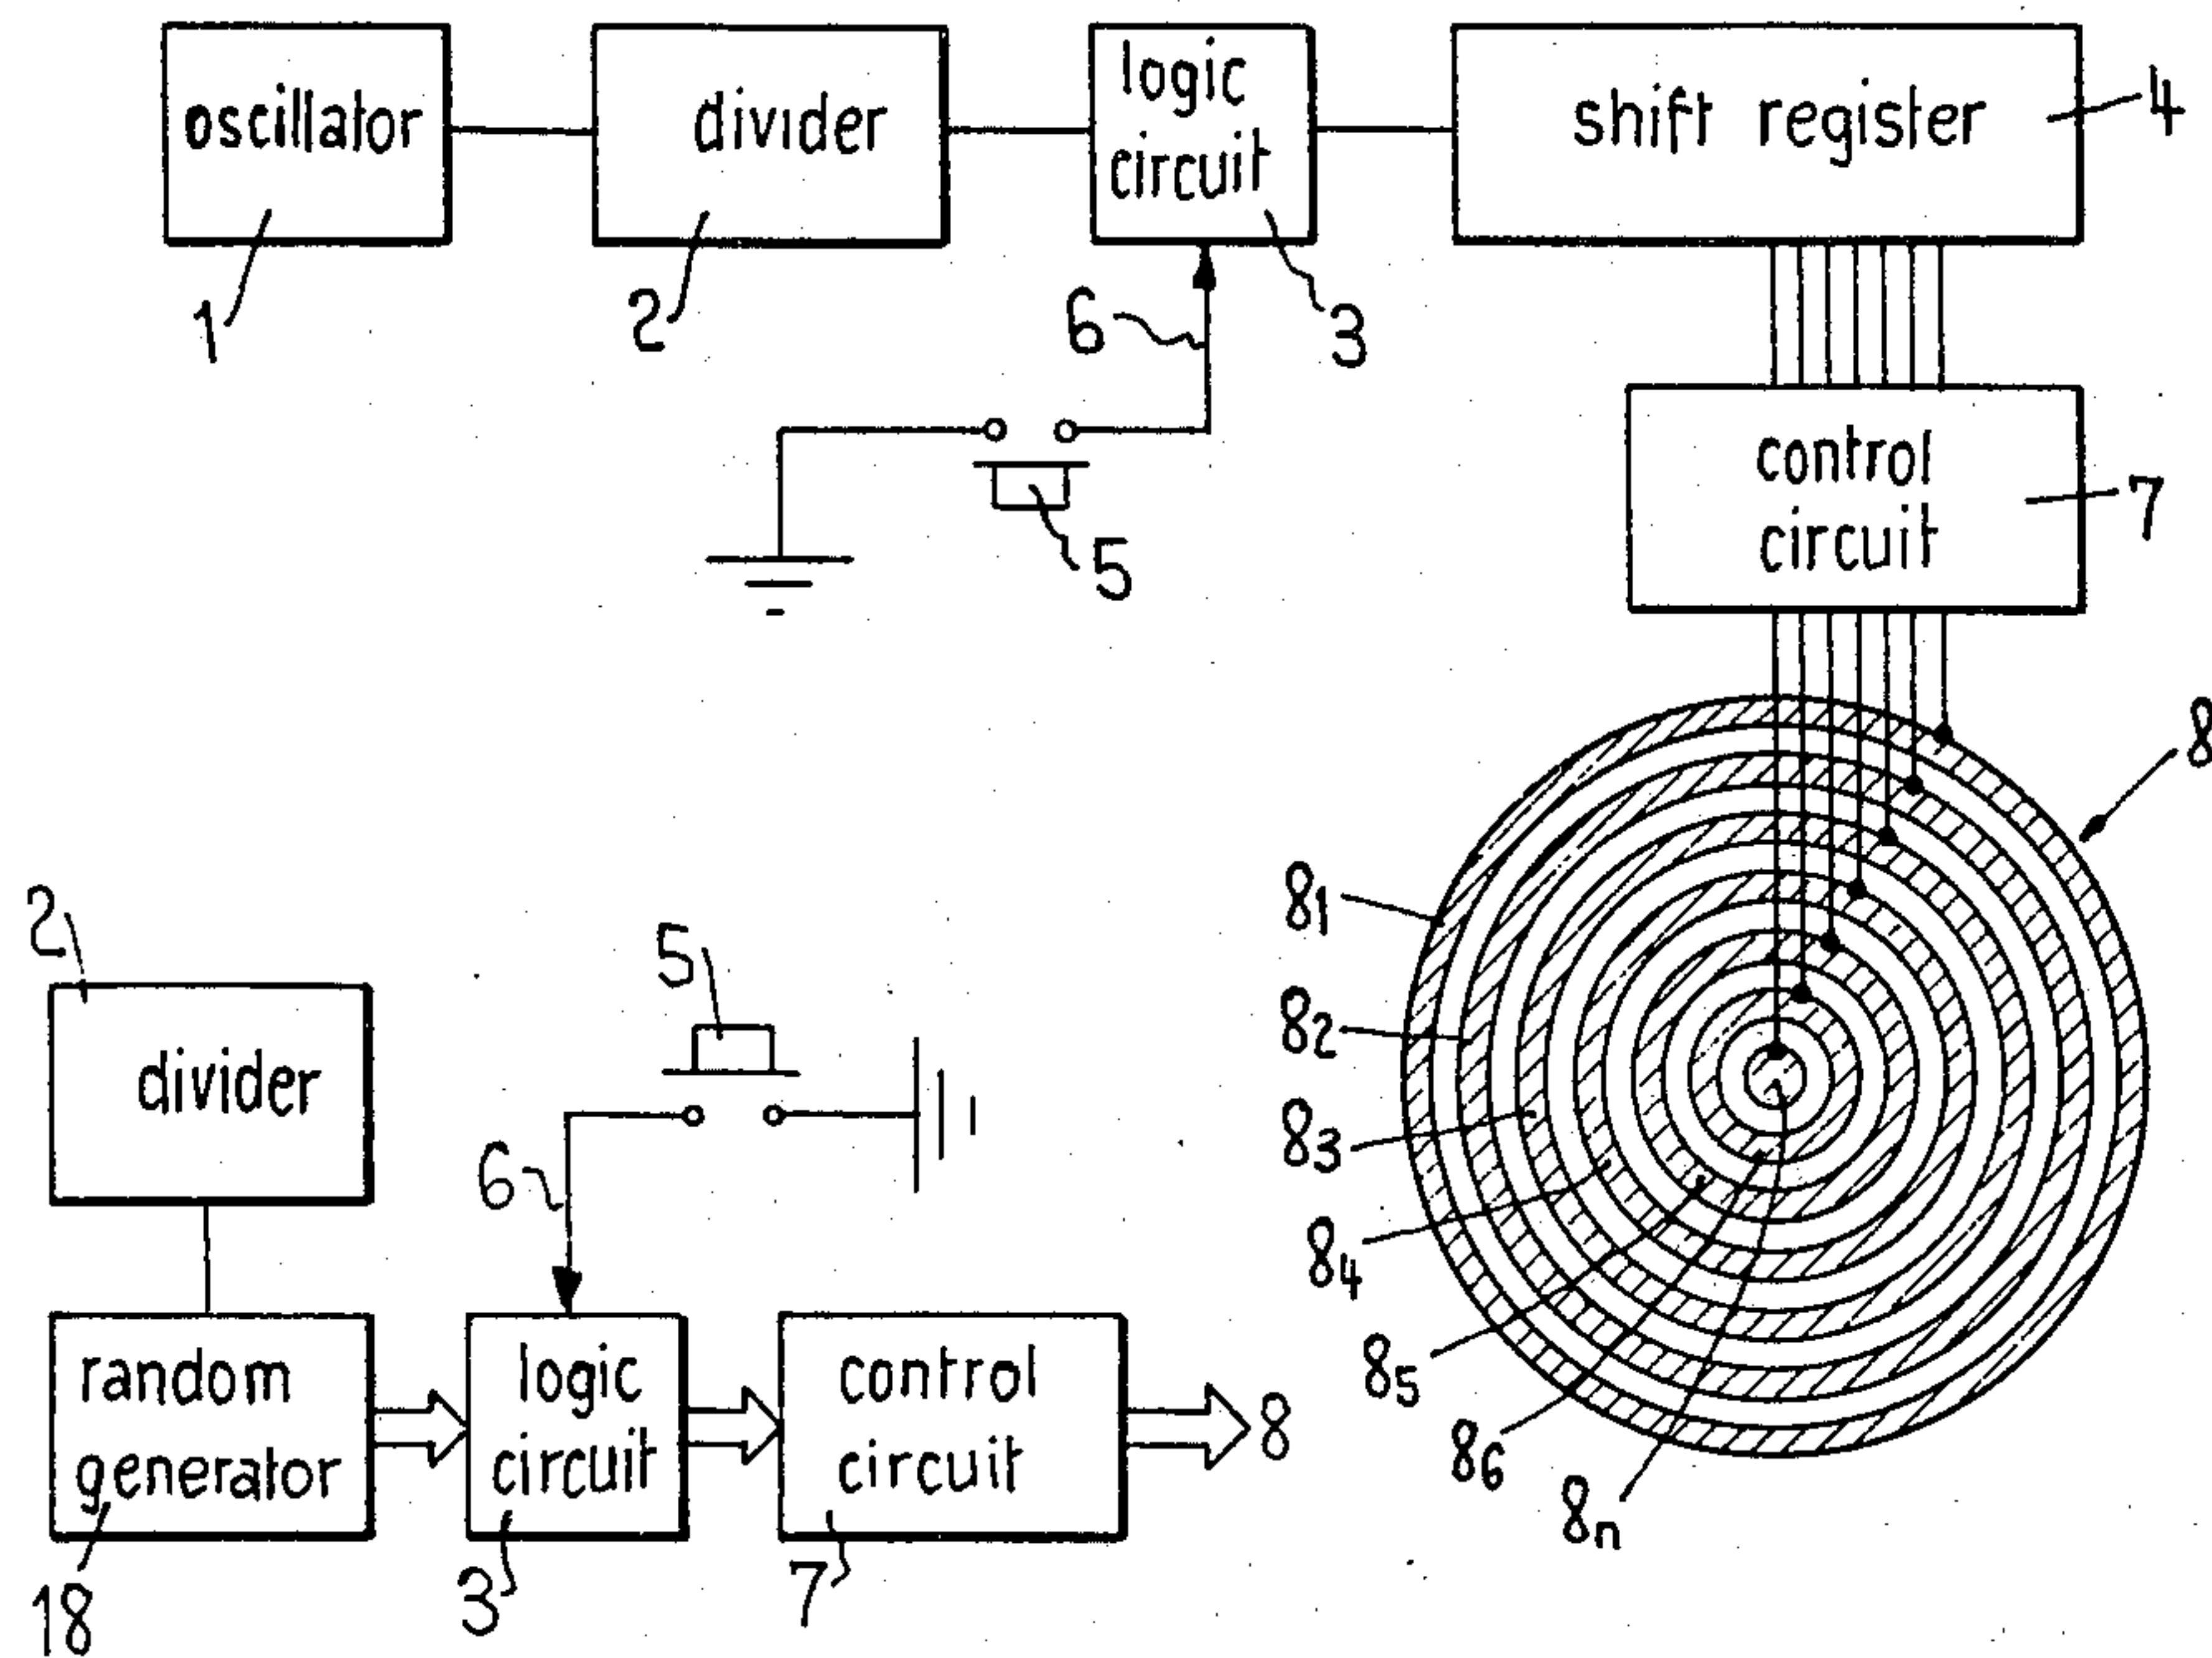 oscillator
divider
logic
circuit
shift register
4
1
2
6
3
5
control
circuit
7
8
81
82
83
84
85
86
8n
2
divider
5
6
random
generator
logic
circuit
control
circuit
8
18
3
7